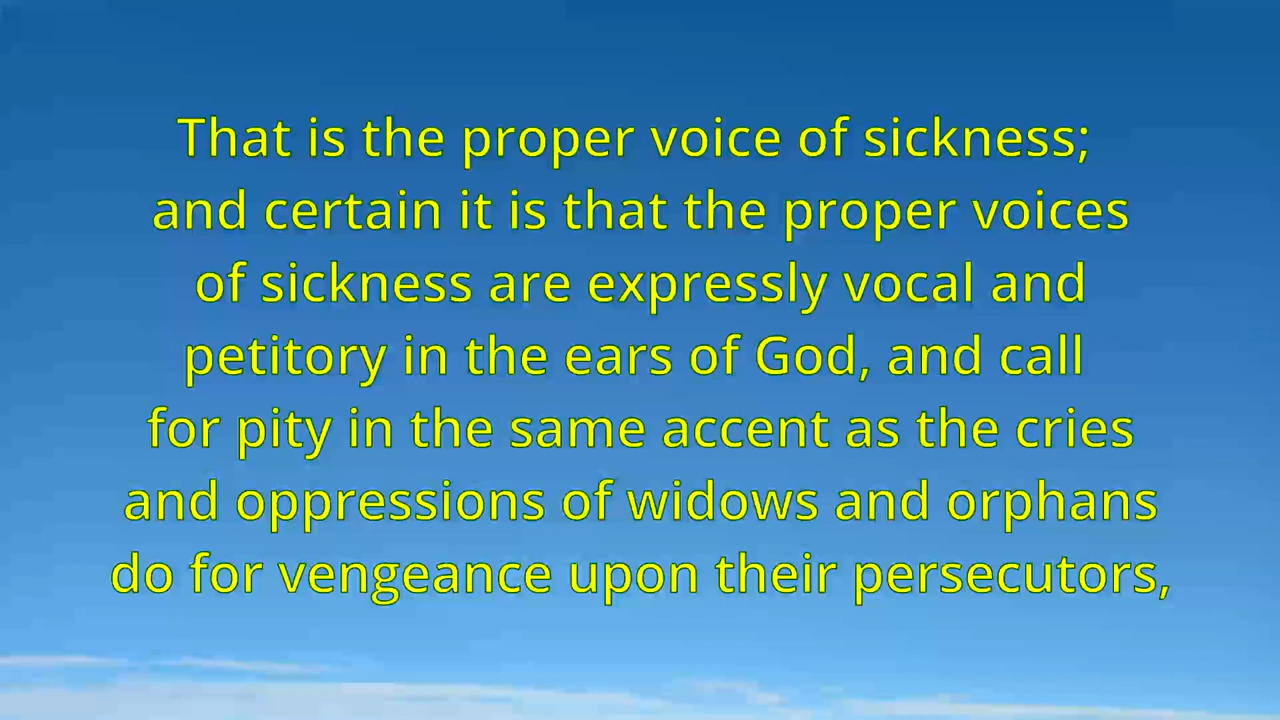 That is the proper voice of sickness;
and certain it is that the proper voices
of sickness are expressly vocal and
petitory in the ears of God, and call
for pity in the same accent as the cries
and oppressions of widows and orphans
do for vengeance upon their persecutors,